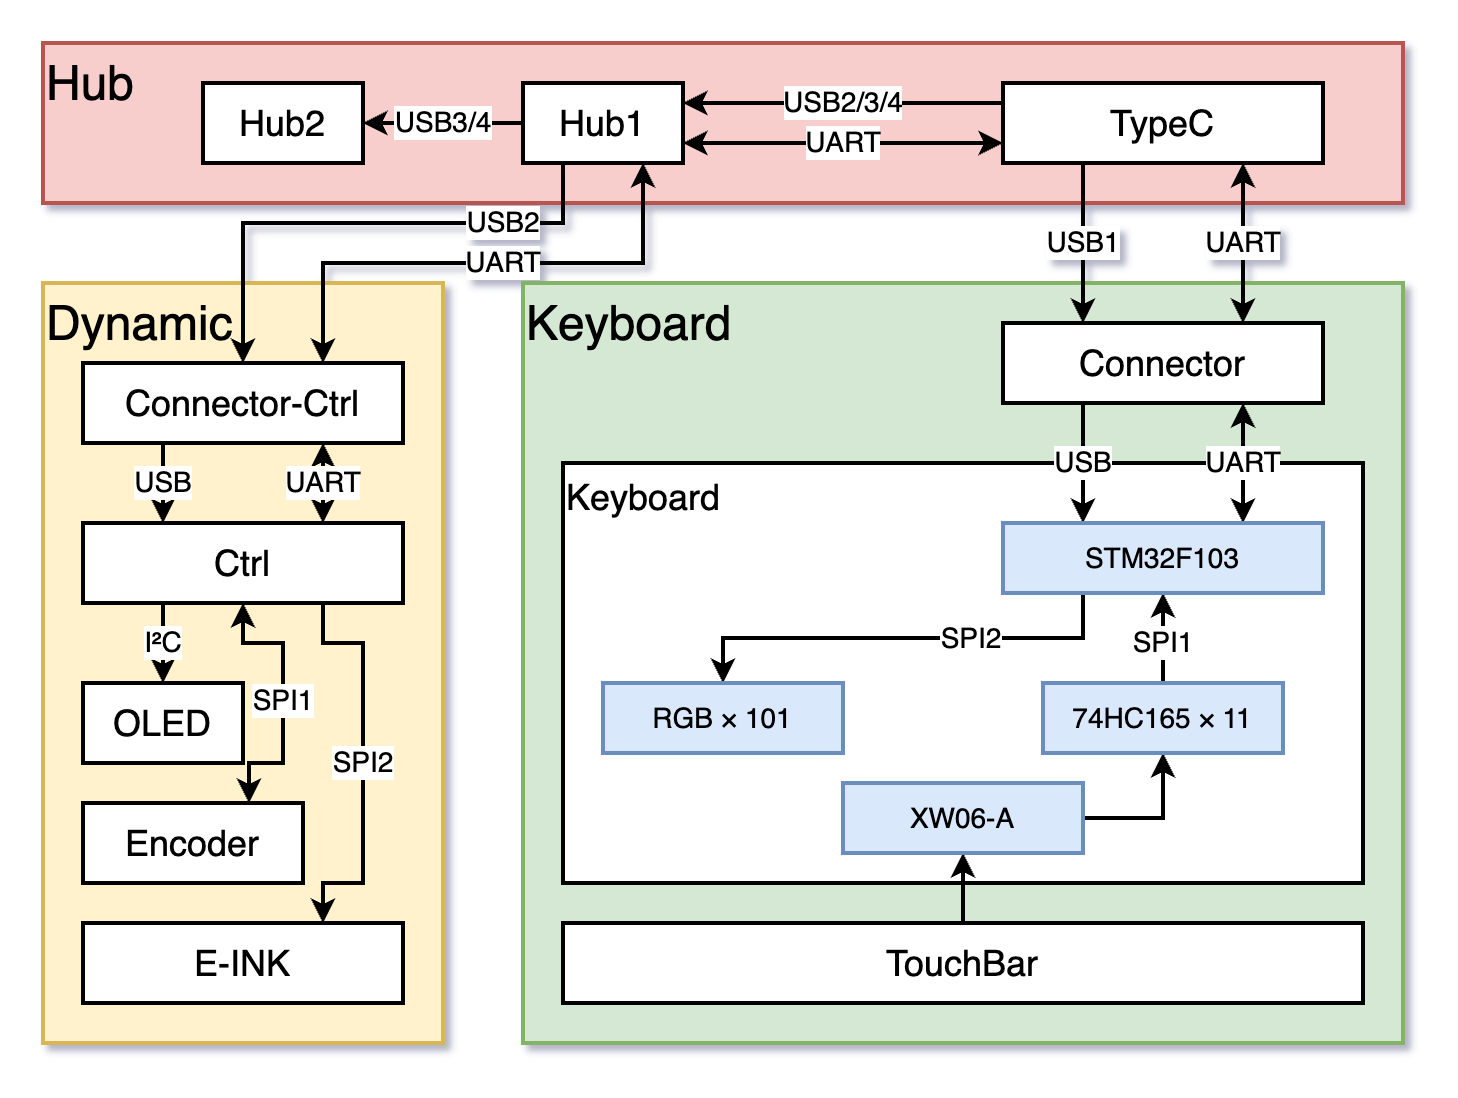 Hub
Hub2
USB3/4
Hub1
USB2/3/4
UART
TypeC
USB2
UART
USB1
UART
Dynamic
Connector-Ctrl
USB
UART
Ctrl
I²C
SPI1
OLED
SPI2
Encoder
E-INK
Keyboard
Connector
USB
UART
Keyboard
STM32F103
SPI2
SPI1
RGB × 101
74HC165 × 11
XW06-A
TouchBar